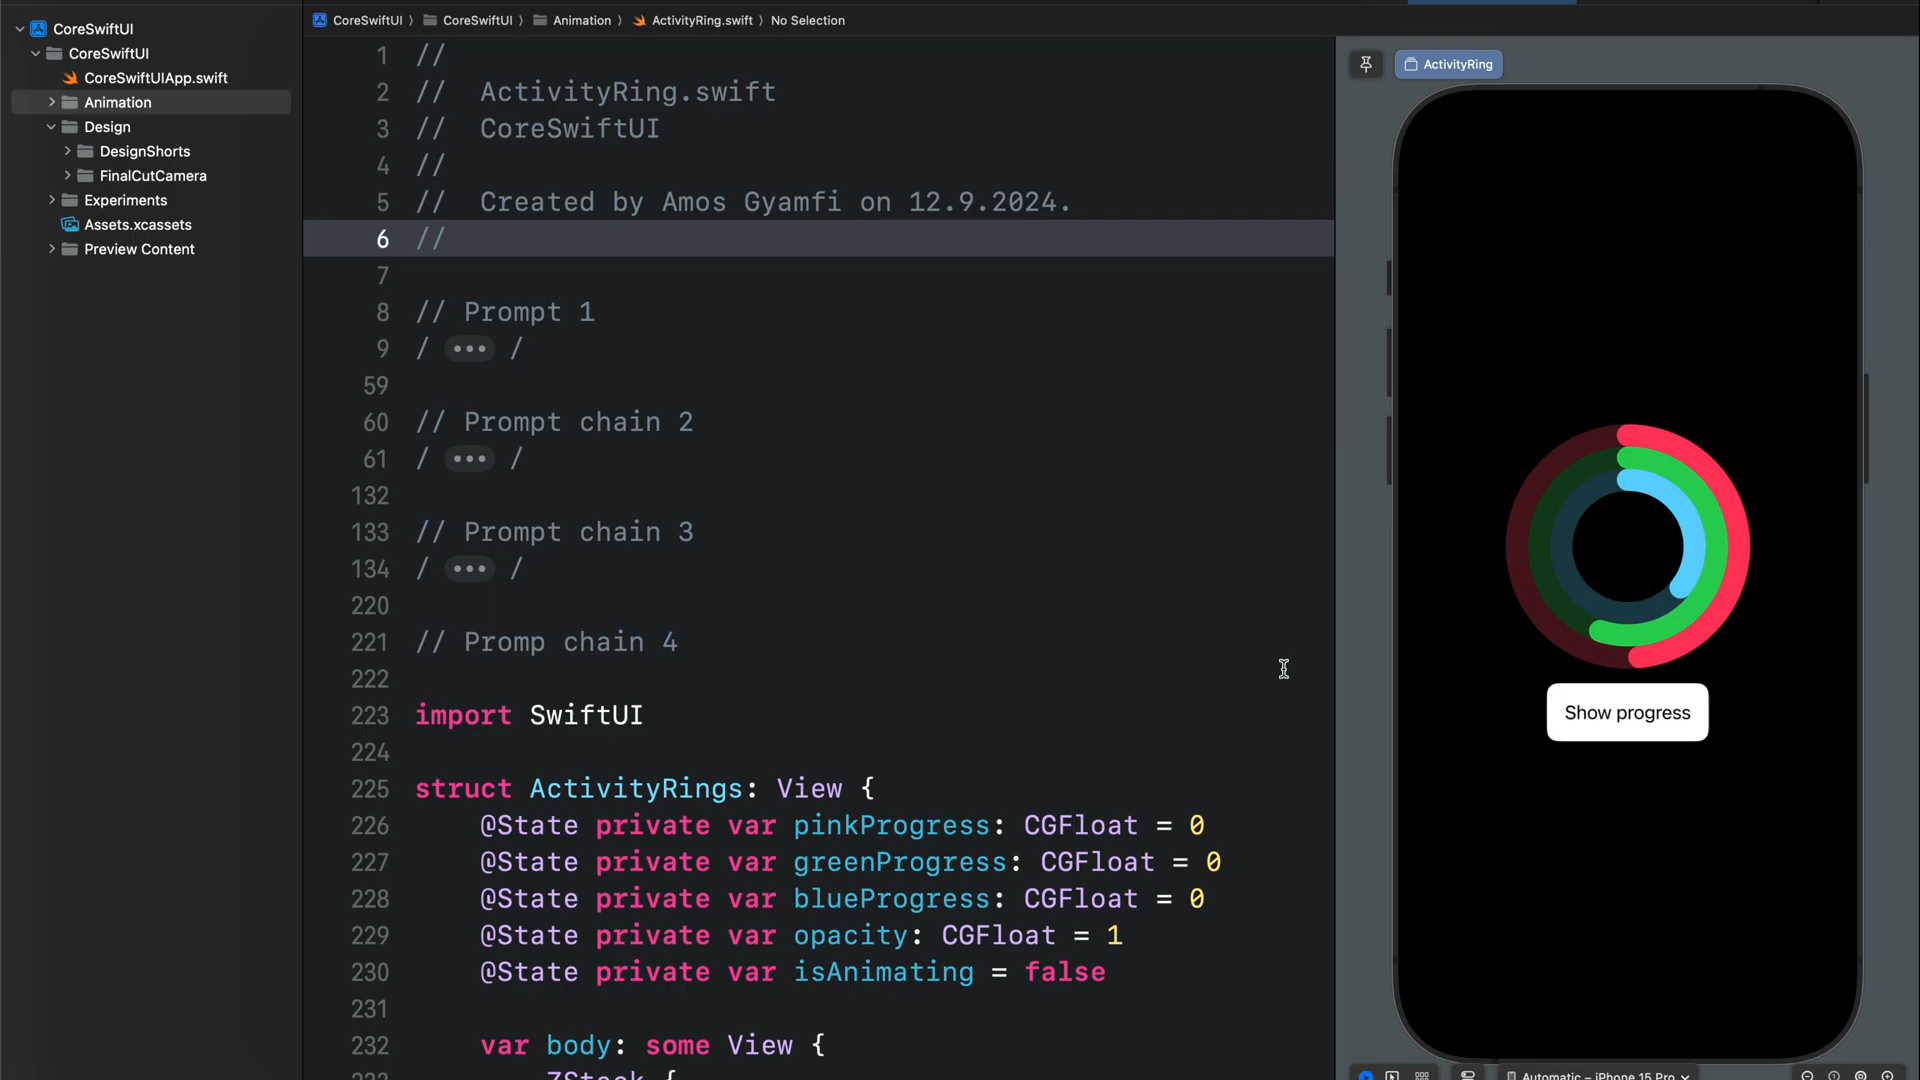 CoreSwiftUI
CoreSwiftUI
CoreSwiftUIApp.swift
Animation
Design
DesignShorts
FinalCutCamera
Experiments
Assets.xcassets
Preview Content
CoreSwiftUI 〉 CoreSwiftUI 〉 Animation 〉 ActivityRing.swift 〉 No Selection
1 //
2 // ActivityRing.swift
3 // CoreSwiftUI
4 //
5 // Created by Amos Gyamfi on 12.9.2024.
6 //
7
8 // Prompt 1
9 / ••• /
59
60 // Prompt chain 2
61 / ••• /
132
133 // Prompt chain 3
134 / ••• /
220
221 // Promp chain 4
222
223 import SwiftUI
224
225 struct ActivityRings: View {
226 @State private var pinkProgress: CGFloat = 0
227 @State private var greenProgress: CGFloat = 0
228 @State private var blueProgress: CGFloat = 0
229 @State private var opacity: CGFloat = 1
230 @State private var isAnimating = false
231
232 var body: some View {
233 ZStack {
ActivityRing
Show progress
Automatic – iPhone 15 Pro